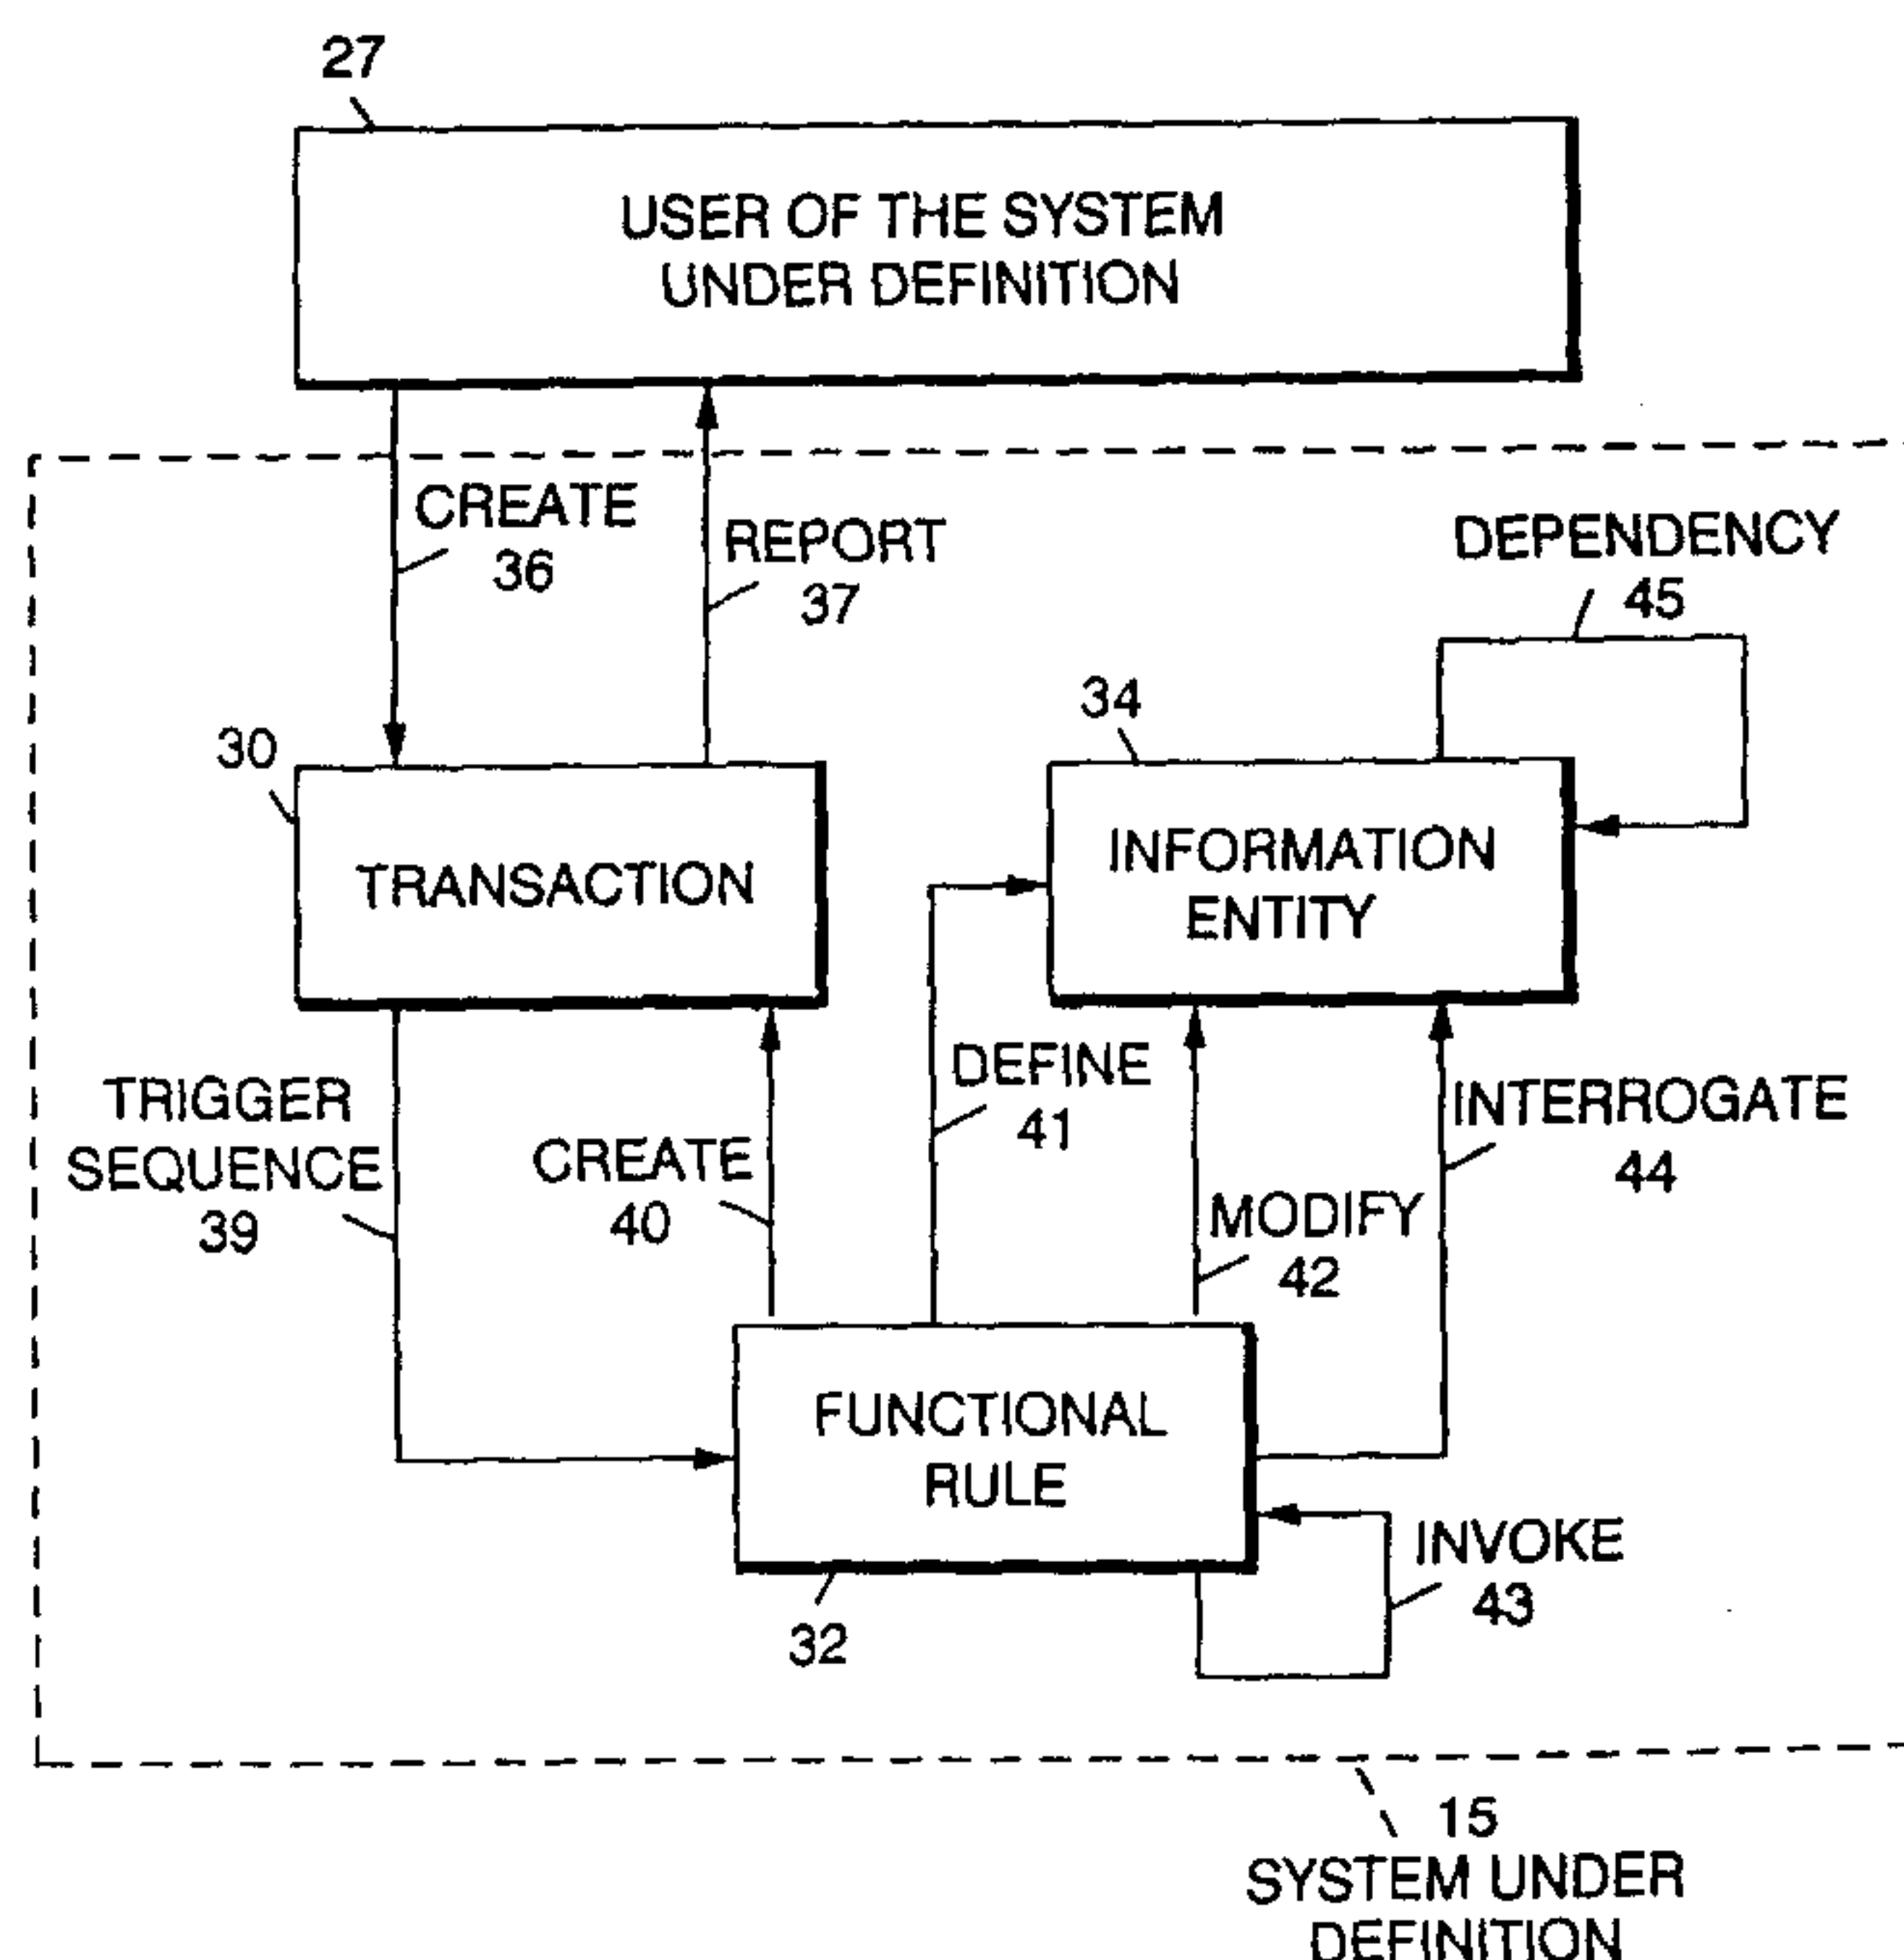 27
USER OF THE SYSTEM
UNDER DEFINITION
CREATE
36
REPORT
37
DEPENDENCY
45
30
34
TRANSACTION
INFORMATION
ENTITY
TRIGGER
SEQUENCE
39
CREATE
40
DEFINE
41
MODIFY
42
INTERROGATE
44
FUNCTIONAL
RULE
INVOKE
43
32
15
SYSTEM UNDER
DEFINITION